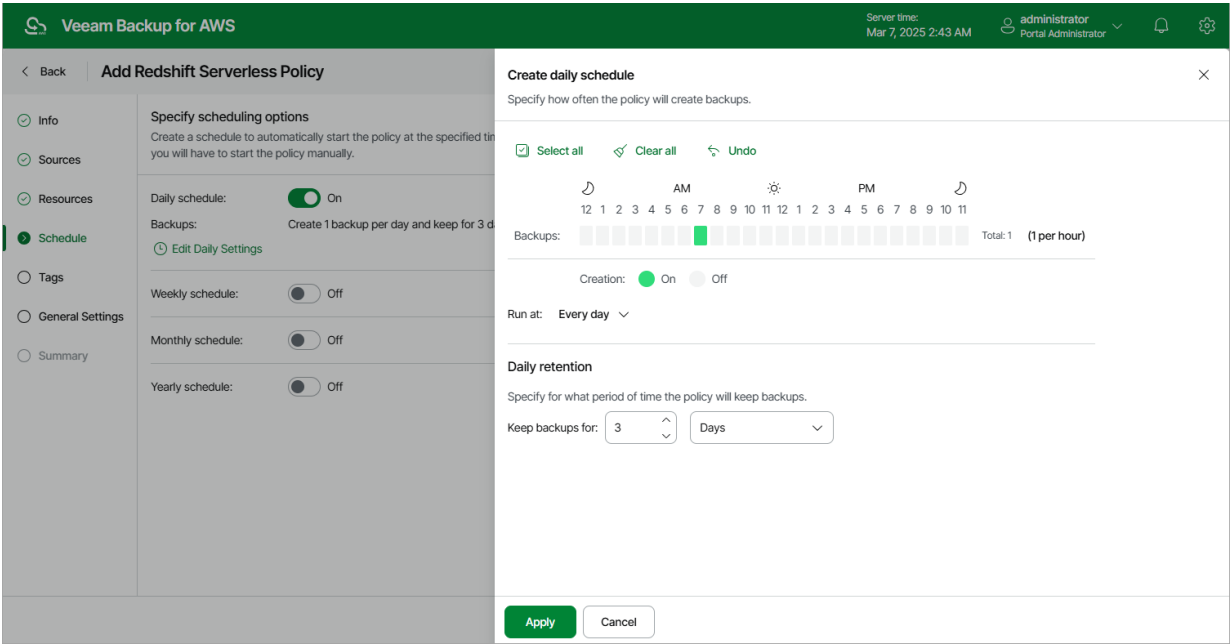 Veeam Backup for AWS
Server time:
Mar 7, 2025 2:43 AM
administrator
Portal Administrator
Back
Add Redshift Serverless Policy
Info
Sources
Resources
Schedule
Tags
General Settings
Summary
Specify scheduling options
Create a schedule to automatically start the policy at the specified tim
you will have to start the policy manually.
Daily schedule: On
Backups: Create 1 backup per day and keep for 3 d
Edit Daily Settings
Weekly schedule: Off
Monthly schedule: Off
Yearly schedule: Off
Create daily schedule
Specify how often the policy will create backups.
Select all Clear all Undo
AM PM
12 1 2 3 4 5 6 7 8 9 10 11 12 1 2 3 4 5 6 7 8 9 10 11
Backups: Total: 1 (1 per hour)
Creation: On Off
Run at: Every day
Daily retention
Specify for what period of time the policy will keep backups.
Keep backups for: 3 Days
Apply Cancel